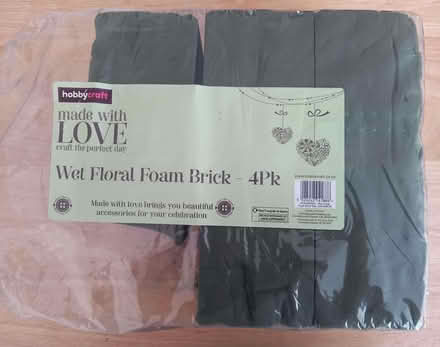 hobbycraft
made with
LOVE
craft the perfect day
Wet Floral Foam Brick - 4Pk
Made with love brings you beautiful
accessories for your celebration